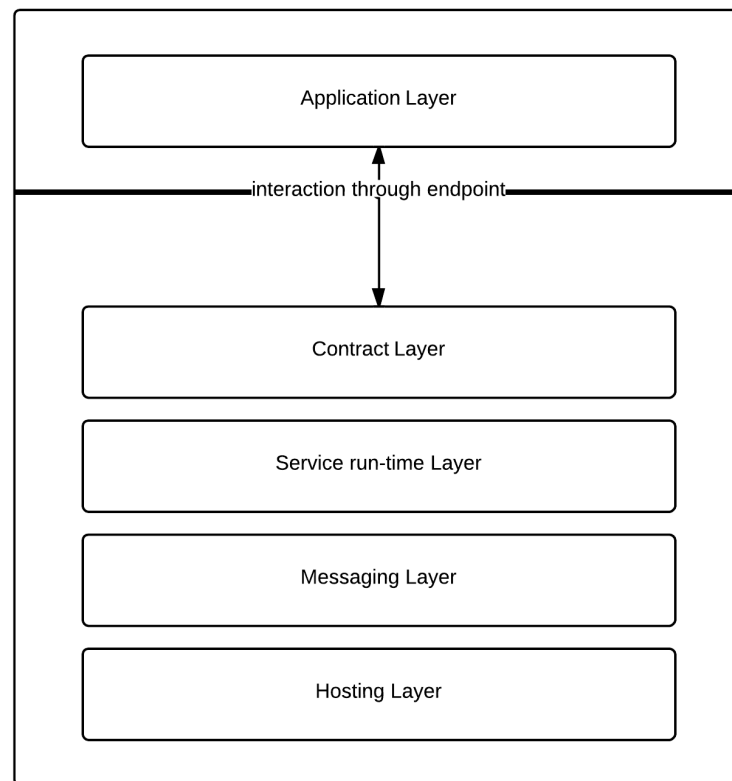 Application Layer
interaction through endpoint
Contract Layer
Service run-time Layer
Messaging Layer
Hosting Layer